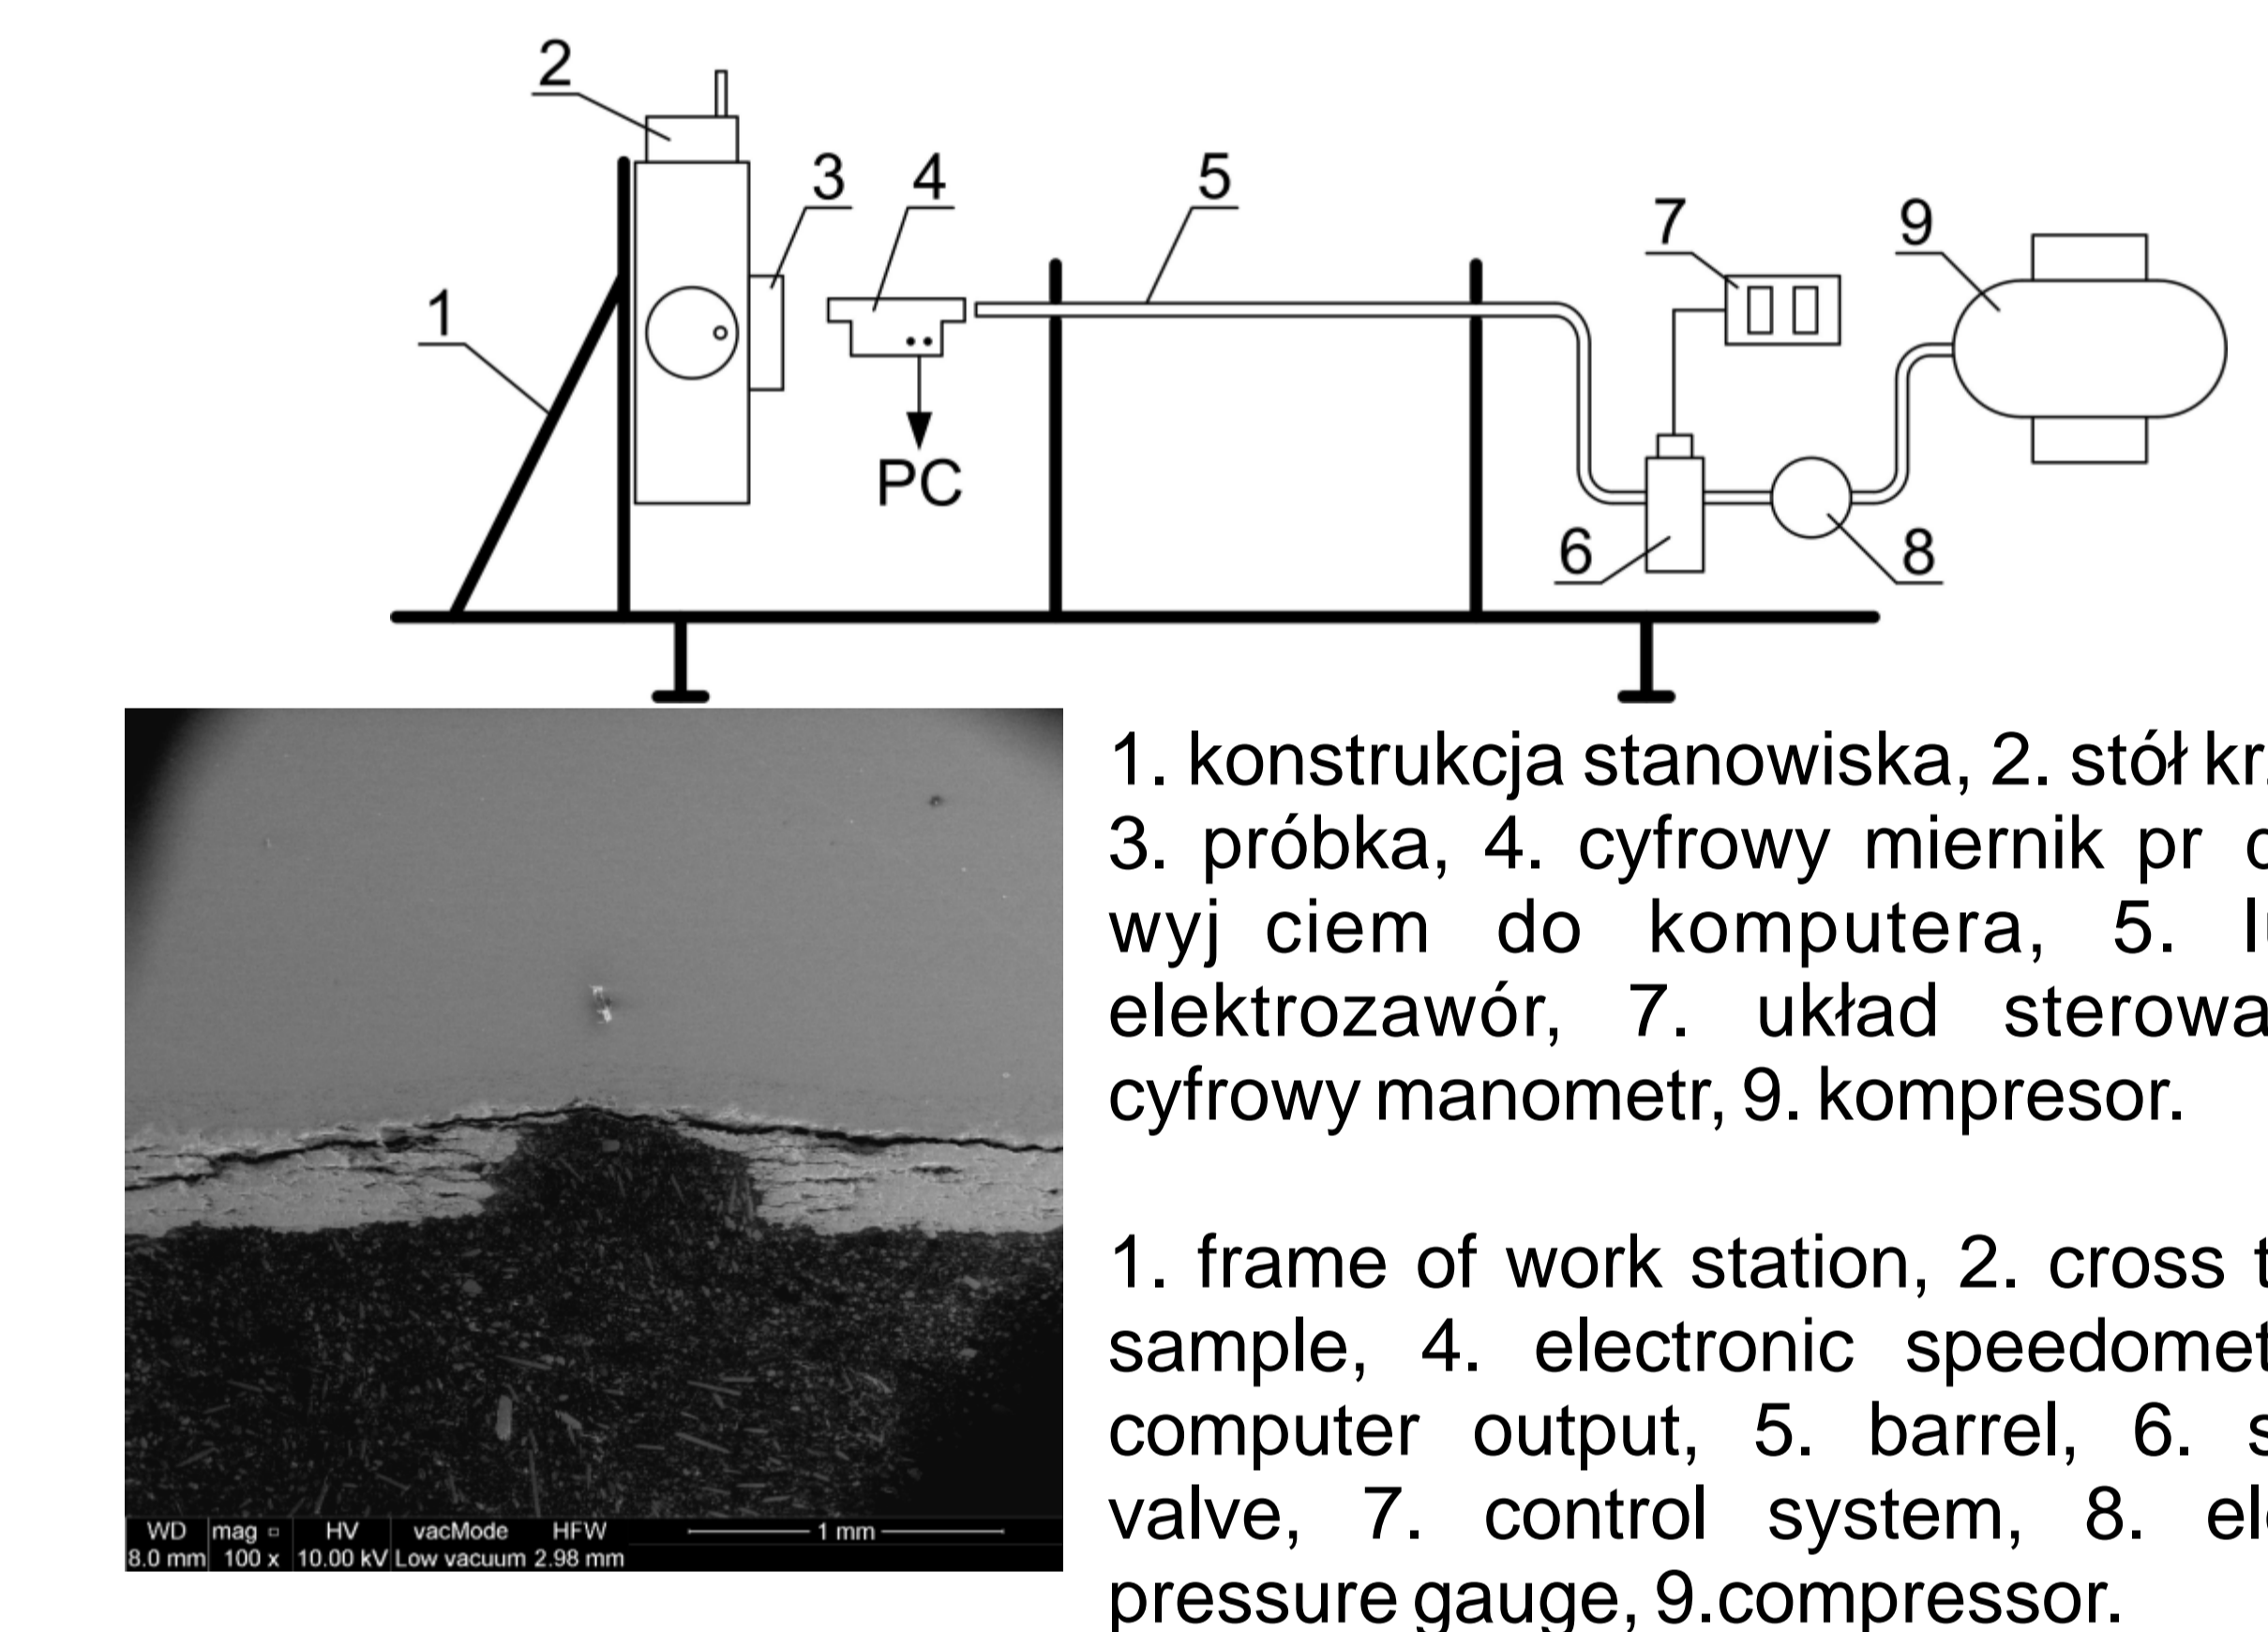 2
3
4
5
7
9
1
PC
6
8
1. konstrukcja stanowiska, 2. stół
3. próbka, 4. cyfrowy miernik pr
wyj ciem do komputera, 5.
elektrozawór, 7. układ
cyfrowy manometr, 9. kompresor.
1. frame of work station, 2. cross
sample, 4. electronic
computer output, 5. barrel, 6.
valve, 7. control system, 8.
pressure gauge, 9.compressor.
WD mag HV vacMode HFW 1 mm
8.0 mm 100 x 10.00 kV Low vacuum 2.98 mm